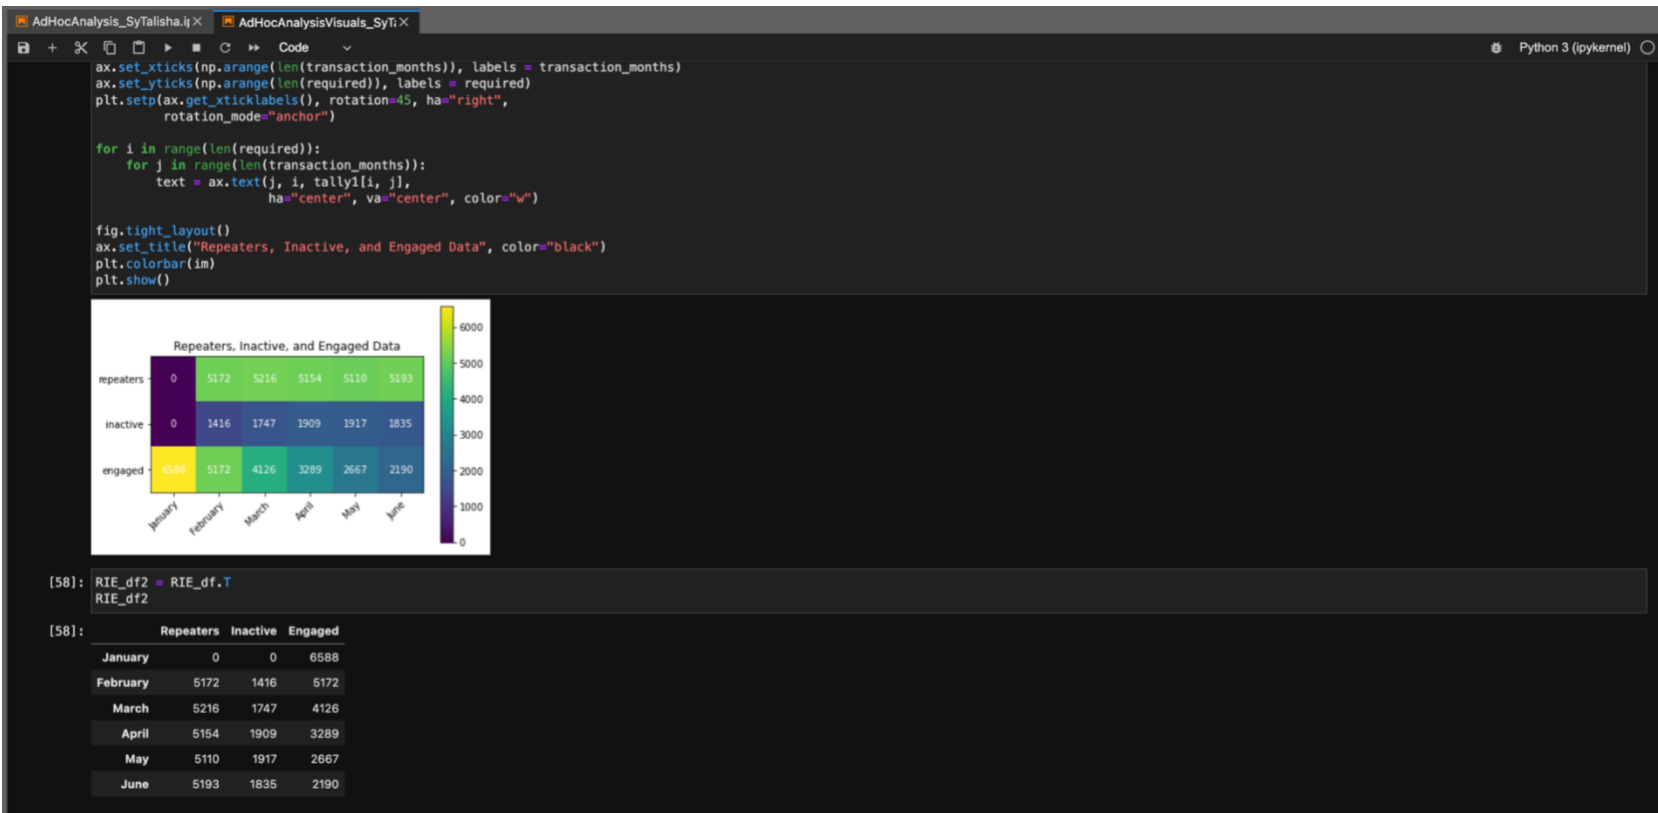 AdHocAnalysis_SyTalisha.ip
AdHocAnalysisVisuals_SyTa
Code
Python 3 (ipykernel)
ax.set_xticks(np.arange(len(transaction_months)), labels = transaction_months)
ax.set_yticks(np.arange(len(required)), labels = required)
plt.setp(ax.get_xticklabels(), rotation=45, ha="right",
rotation_mode="anchor")
for i in range(len(required)):
for j in range(len(transaction_months)):
text = ax.text(j, i, tally1[i, j],
ha="center", va="center", color="w")
fig.tight_layout()
ax.set_title("Repeaters, Inactive, and Engaged Data", color="black")
plt.colorbar(im)
plt.show()
Repeaters, Inactive, and Engaged Data
repeaters 0 5172 5216 5154 5110 5193
inactive 0 1416 1747 1909 1917 1835
engaged 6588 5172 4126 3289 2667 2190
January February March April May June
6000
5000
4000
3000
2000
1000
0
[58]: RIE_df2 = RIE_df.T
RIE_df2
[58]: Repeaters Inactive Engaged
January 0 0 6588
February 5172 1416 5172
March 5216 1747 4126
April 5154 1909 3289
May 5110 1917 2667
June 5193 1835 2190